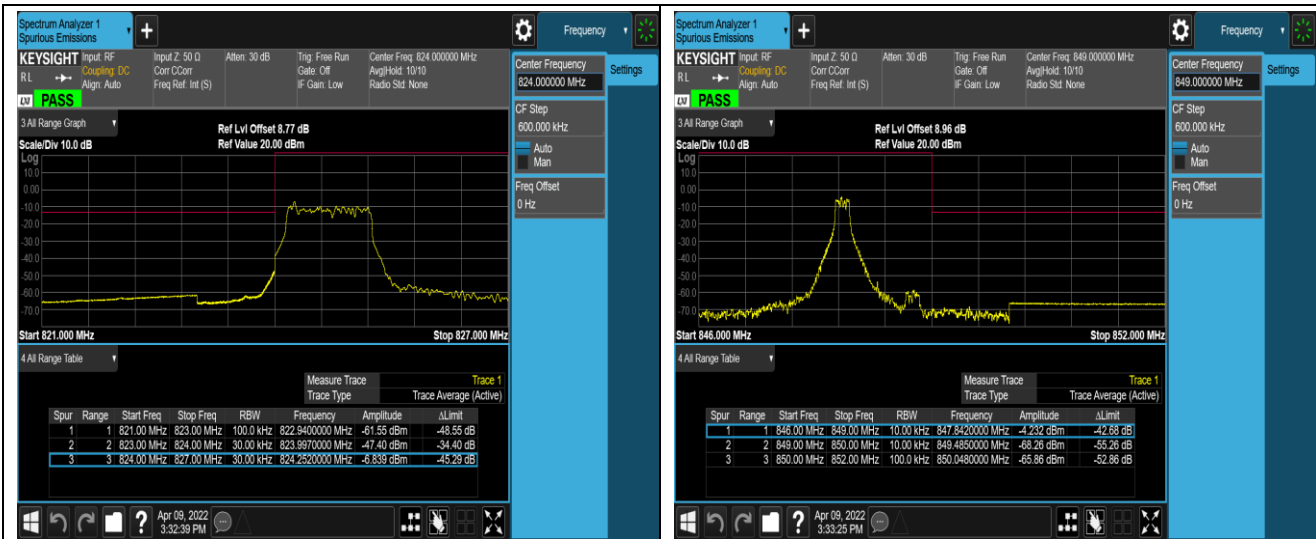 Spectrum Analyzer 1
Spurious Emissions
+
Frequency
KEYSIGHT
RL
PASS
Input: RF
Coupling: DC
Align: Auto
Input Z: 50 Ω
Corr CCorr
Freq Ref: Int (S)
Atten: 30 dB
Trig: Free Run
Gate: Off
IF Gain: Low
Center Freq: 824.000000 MHz
Avg|Hold: 10/10
Radio Std: None
Center Frequency
824.000000 MHz
Settings
CF Step
600.000 kHz
Auto
Man
Freq Offset
0 Hz
3 All Range Graph
Ref Lvl Offset 8.77 dB
Scale/Div 10.0 dB
Ref Value 20.00 dBm
Log
10.0
0.00
-10.0
-20.0
-30.0
-40.0
-50.0
-60.0
-70.0
Start 821.000 MHz
Stop 827.000 MHz
4 All Range Table
Measure Trace Trace 1
Trace Type Trace Average (Active)
Spur Range Start Freq Stop Freq RBW Frequency Amplitude ΔLimit
1 1 821.00 MHz 823.00 MHz 100.0 kHz 822.9400000 MHz -61.55 dBm -48.55 dB
2 2 823.00 MHz 824.00 MHz 30.00 kHz 823.9970000 MHz -47.40 dBm -34.40 dB
3 3 824.00 MHz 827.00 MHz 30.00 kHz 824.2520000 MHz -6.839 dBm -45.29 dB
?
Apr 09, 2022
3:32:39 PM
Spectrum Analyzer 1
Spurious Emissions
+
Frequency
KEYSIGHT
RL
PASS
Input: RF
Coupling: DC
Align: Auto
Input Z: 50 Ω
Corr CCorr
Freq Ref: Int (S)
Atten: 30 dB
Trig: Free Run
Gate: Off
IF Gain: Low
Center Freq: 849.000000 MHz
Avg|Hold: 10/10
Radio Std: None
Center Frequency
849.000000 MHz
Settings
CF Step
600.000 kHz
Auto
Man
Freq Offset
0 Hz
3 All Range Graph
Ref Lvl Offset 8.96 dB
Scale/Div 10.0 dB
Ref Value 20.00 dBm
Log
10.0
0.00
-10.0
-20.0
-30.0
-40.0
-50.0
-60.0
-70.0
Start 846.000 MHz
Stop 852.000 MHz
4 All Range Table
Measure Trace Trace 1
Trace Type Trace Average (Active)
Spur Range Start Freq Stop Freq RBW Frequency Amplitude ΔLimit
1 1 846.00 MHz 849.00 MHz 10.00 kHz 847.8420000 MHz -4.232 dBm -42.68 dB
2 2 849.00 MHz 850.00 MHz 10.00 kHz 849.4850000 MHz -68.26 dBm -55.26 dB
3 3 850.00 MHz 852.00 MHz 100.0 kHz 850.0480000 MHz -65.86 dBm -52.86 dB
?
Apr 09, 2022
3:33:25 PM